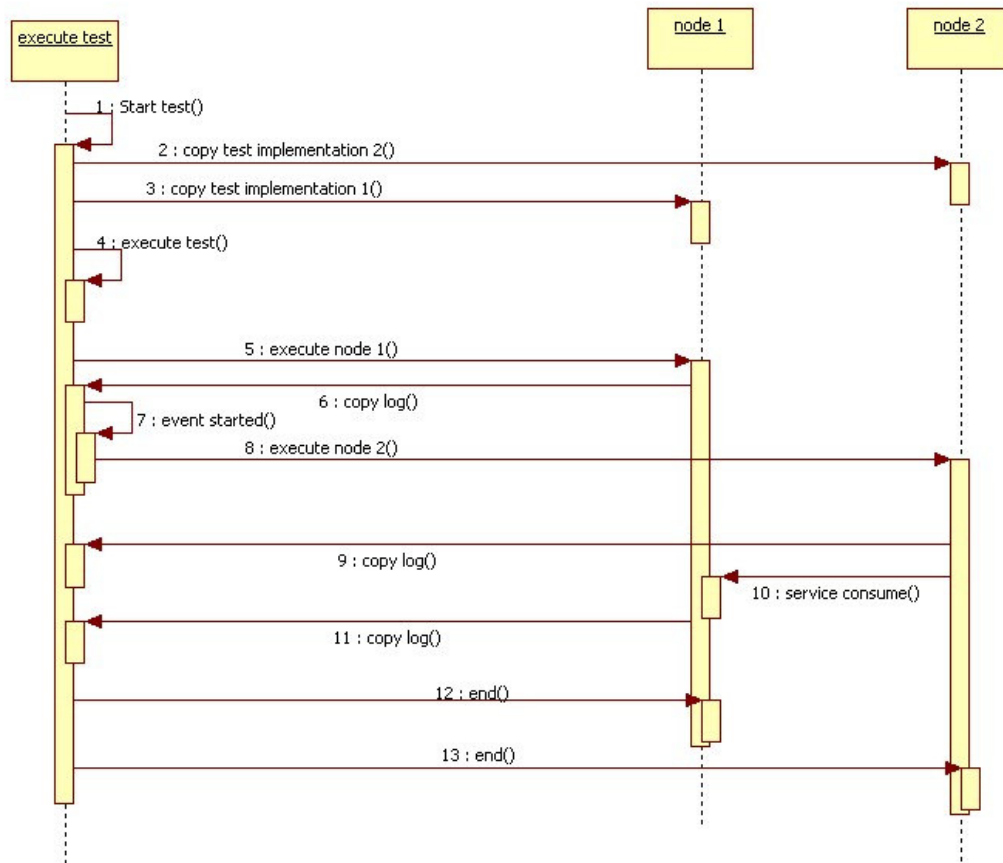 execute test
node 1
node 2
1 : Start test()
2 : copy test implementation 2()
3 : copy test implementation 1()
4 : execute test()
5 : execute node 1()
6 : copy log()
7 : event started()
8 : execute node 2()
9 : copy log()
10 : service consume()
11 : copy log()
12 : end()
13 : end()